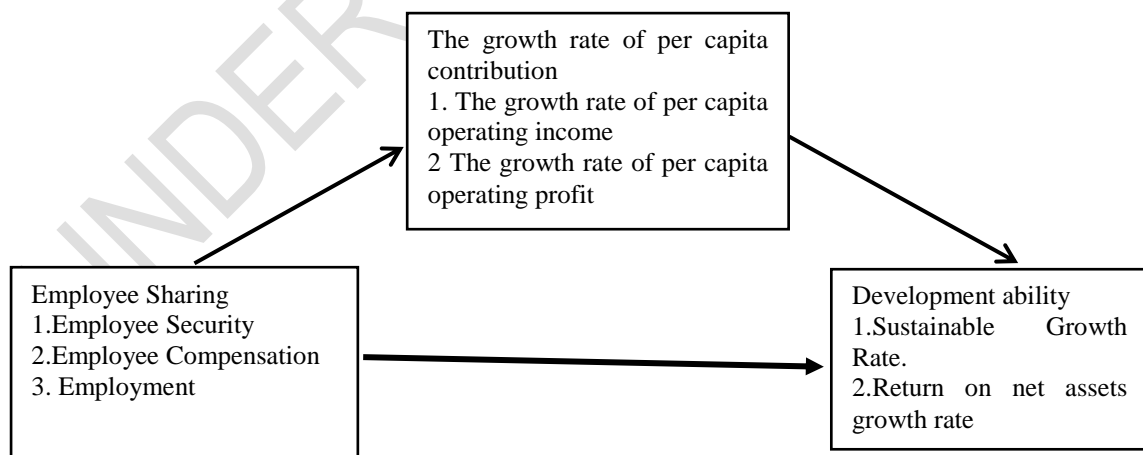 The growth rate of per capita
contribution
1. The growth rate of per capita
operating income
2 The growth rate of per capita
operating profit
Employee Sharing
1.Employee Security
2.Employee Compensation
3. Employment
Development ability
1.Sustainable Growth
Rate.
2.Return on net assets
growth rate
INDER